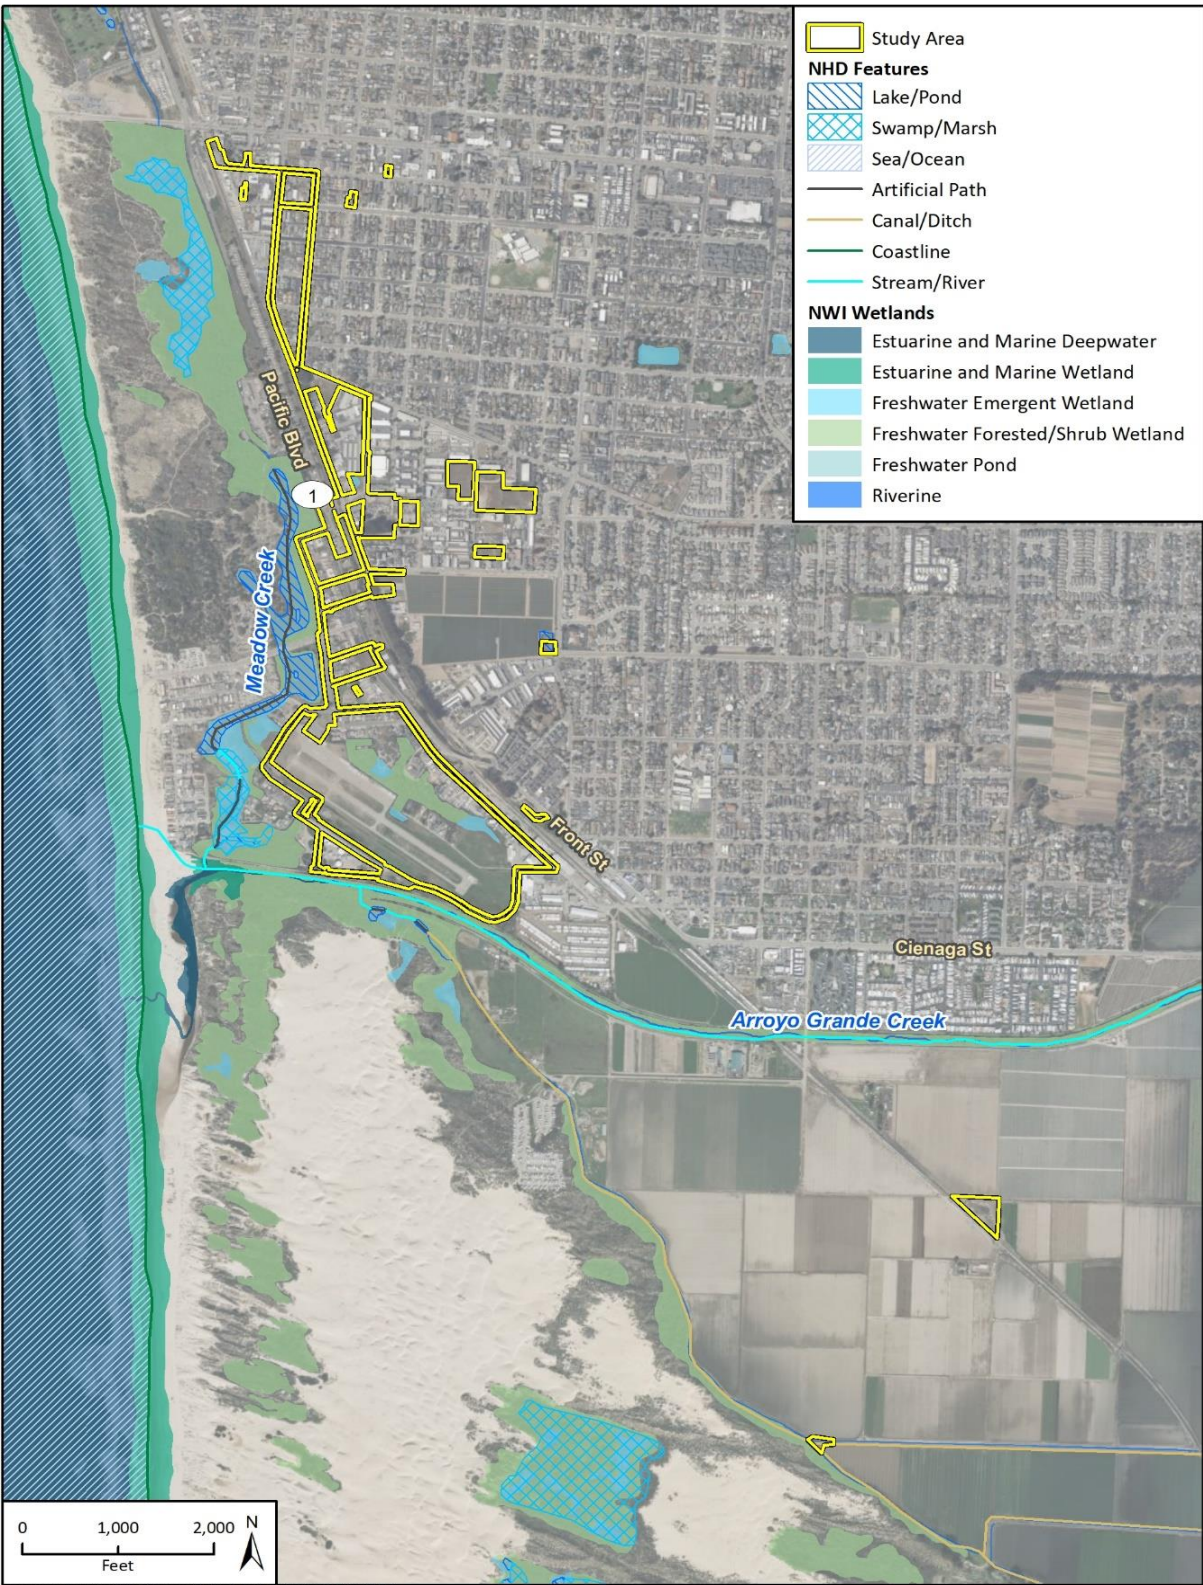 Study Area
NHD Features
Lake/Pond
Swamp/Marsh
Sea/Ocean
Artificial Path
Canal/Ditch
Coastline
Stream/River
NWI Wetlands
Estuarine and Marine Deepwater
Estuarine and Marine Wetland
Freshwater Emergent Wetland
Freshwater Forested/Shrub Wetland
Freshwater Pond
Riverine
Pacific Blvd
1
Meadow Creek
Front St
Cienaga St
Arroyo Grande Creek
0 1,000 2,000
Feet
N